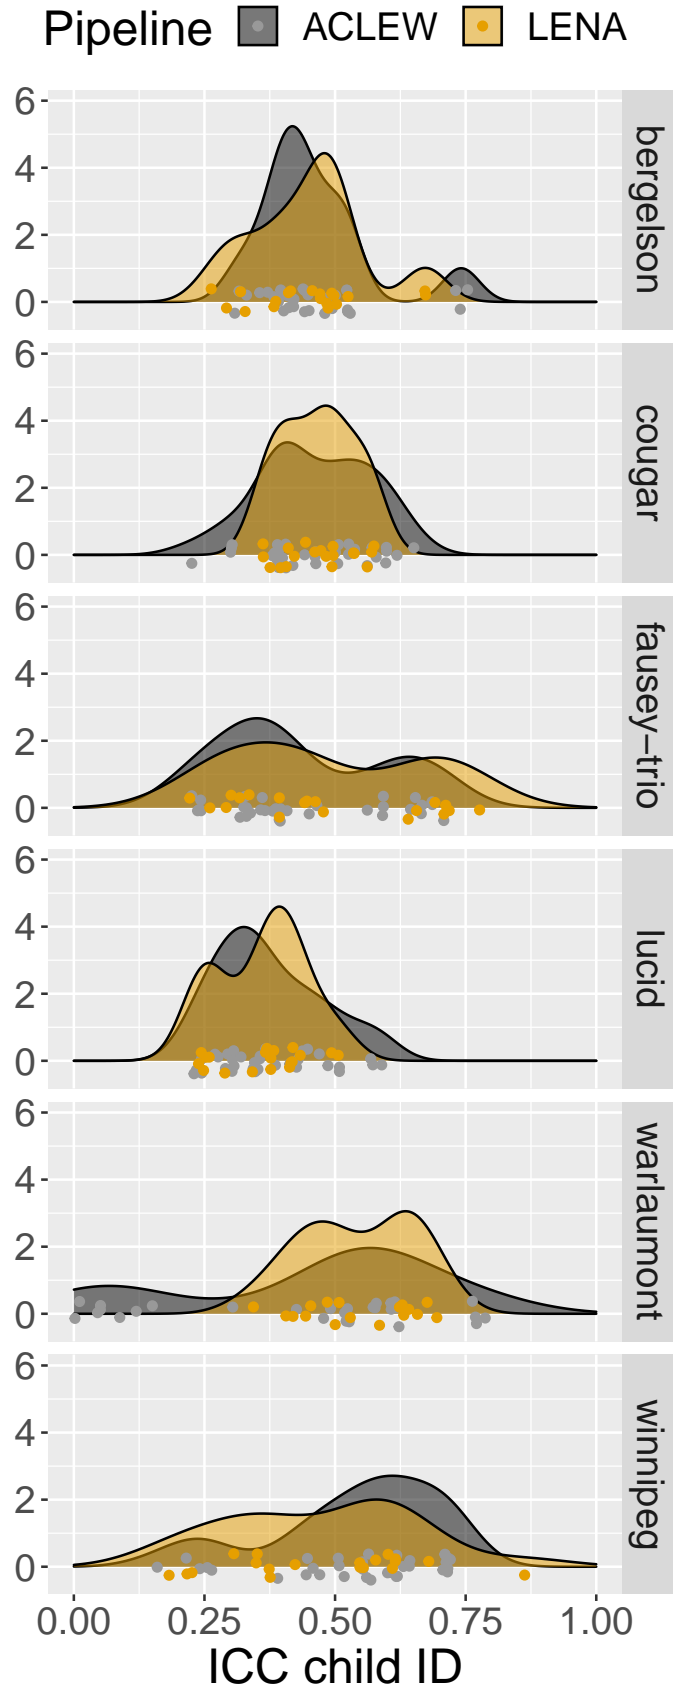 Pipeline ACLEW LENA
6
4
2
0
bergelson
6
4
2
0
cougar
6
4
2
0
fausey−trio
6
4
2
0
lucid
6
4
2
0
warlaumont
6
4
2
0
winnipeg
0.00 0.25 0.50 0.75 1.00
ICC child ID